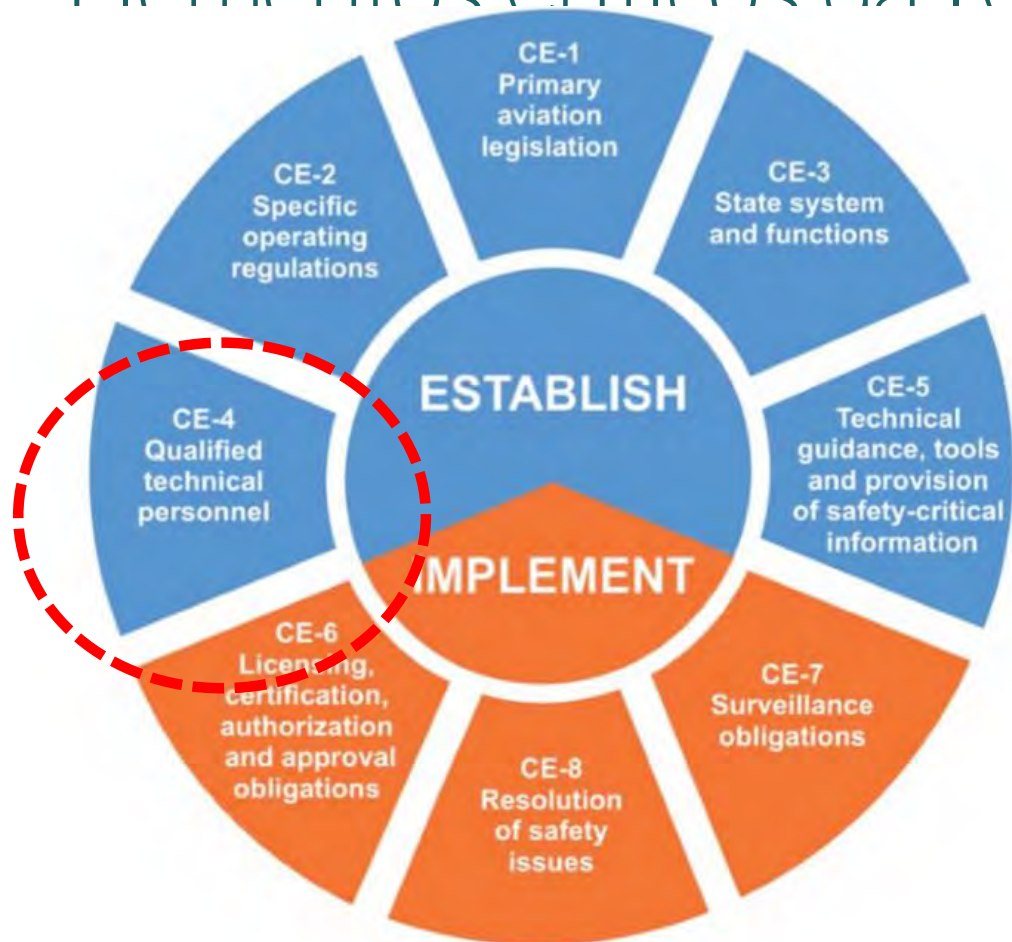 CE-1
Primary
aviation
legislation
CE-2
Specific
operating
regulations
CE-3
State system
and functions
CE-4
Qualified
technical
personnel
ESTABLISH
CE-5
Technical
guidance, tools
and provision
of safety-critical
information
IMPLEMENT
CE-6
Licensing,
certification,
authorization
and approval
obligations
CE-7
Surveillance
obligations
CE-8
Resolution
of safety
issues